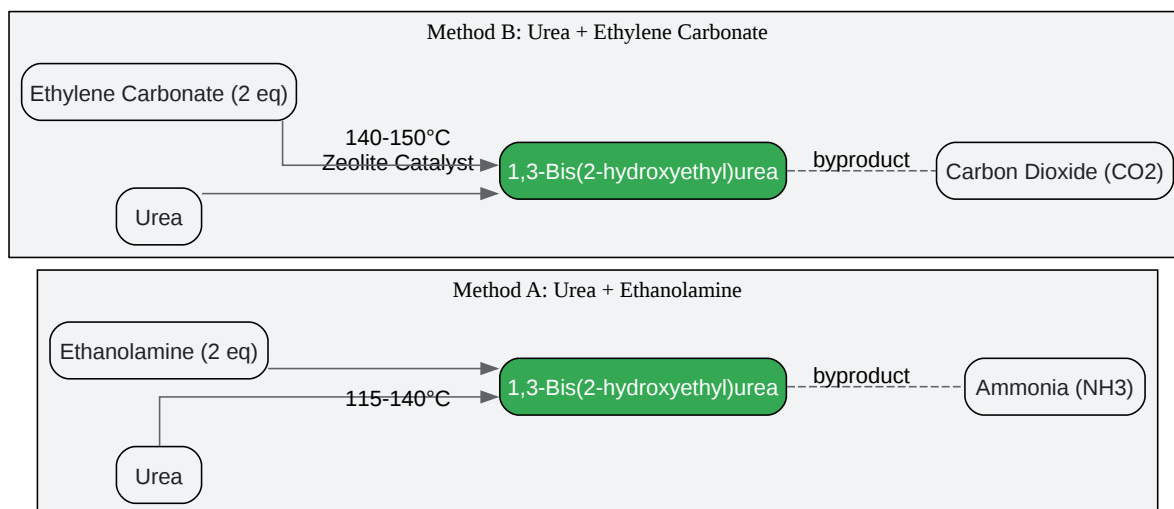 Method B: Urea + Ethylene Carbonate
Ethylene Carbonate (2 eq)
140-150°C
Zeolite Catalyst
1,3-Bis(2-hydroxyethyl)urea
byproduct
Carbon Dioxide (CO2)
Urea
Method A: Urea + Ethanolamine
Ethanolamine (2 eq)
115-140°C
1,3-Bis(2-hydroxyethyl)urea
byproduct
Ammonia (NH3)
Urea